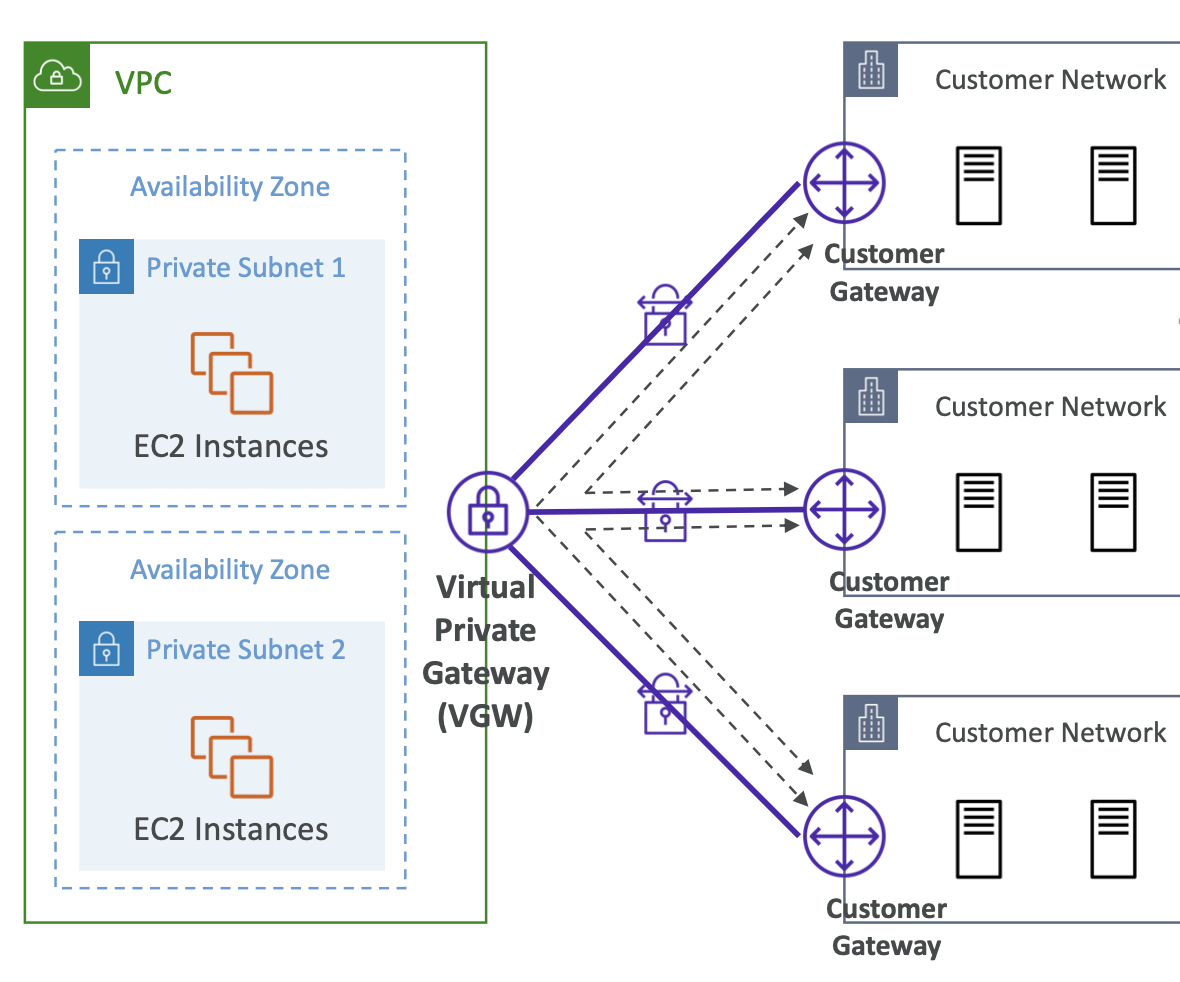 VPC
Availability Zone
Private Subnet 1
EC2 Instances
Availability Zone
Private Subnet 2
EC2 Instances
Virtual
Private
Gateway
(VGW)
Customer Network
Customer
Gateway
Customer Network
Customer
Gateway
Customer Network
Customer
Gateway